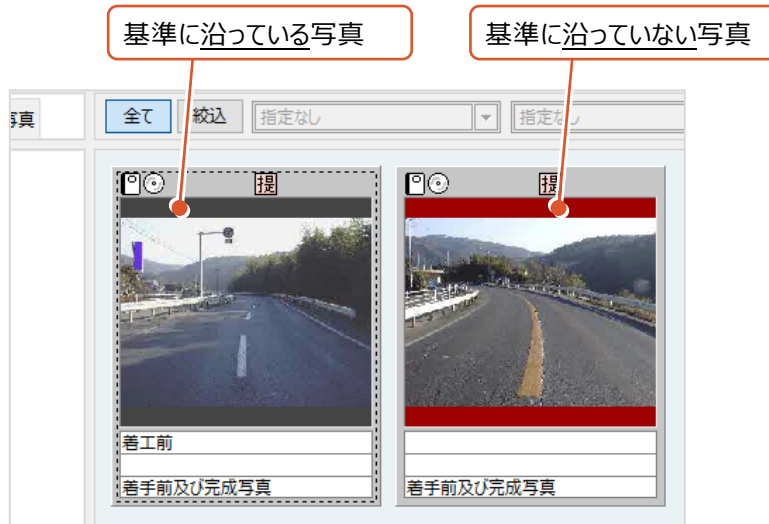 基準に沿っている写真
基準に沿っていない写真
写真
全て
絞込
指定なし
指定なし
提
提
着工前
着手前及び完成写真
着手前及び完成写真